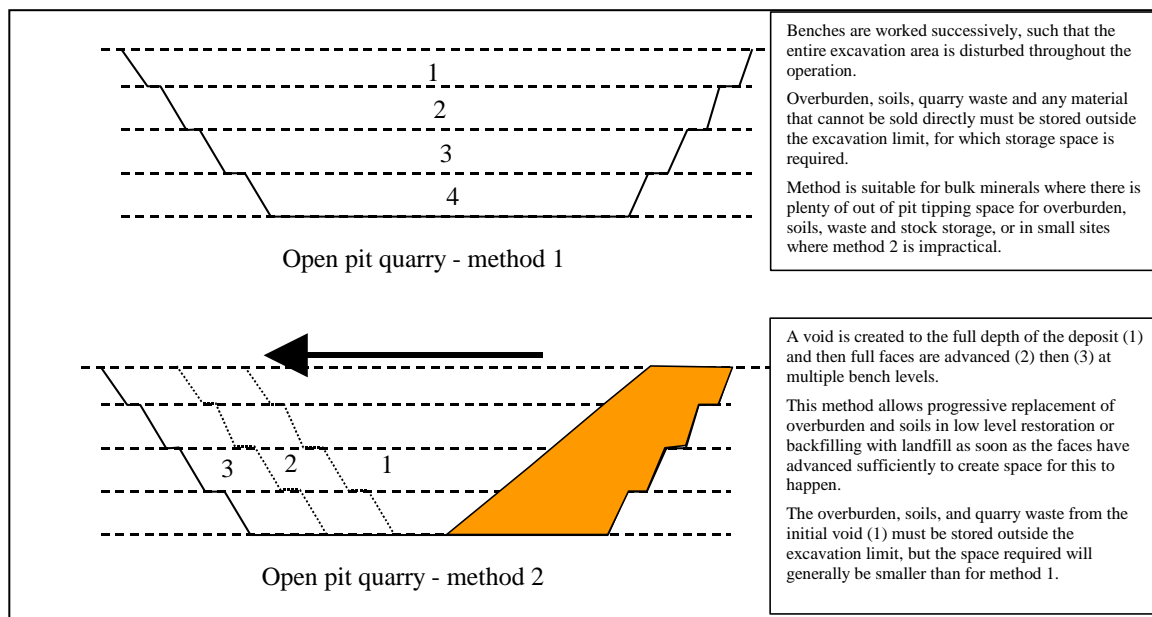 1
2
3
4
Open pit quarry - method 1
Benches are worked successively, such that the
entire excavation area is disturbed throughout the
operation.
Overburden, soils, quarry waste and any material
that cannot be sold directly must be stored outside
the excavation limit, for which storage space is
required.
Method is suitable for bulk minerals where there is
plenty of out of pit tipping space for overburden,
soils, waste and stock storage, or in small sites
where method 2 is impractical.
3
2
1
Open pit quarry - method 2
A void is created to the full depth of the deposit (1)
and then full faces are advanced (2) then (3) at
multiple bench levels.
This method allows progressive replacement of
overburden and soils in low level restoration or
backfilling with landfill as soon as the faces have
advanced sufficiently to create space for this to
happen.
The overburden, soils, and quarry waste from the
initial void (1) must be stored outside the
excavation limit, but the space required will
generally be smaller than for method 1.